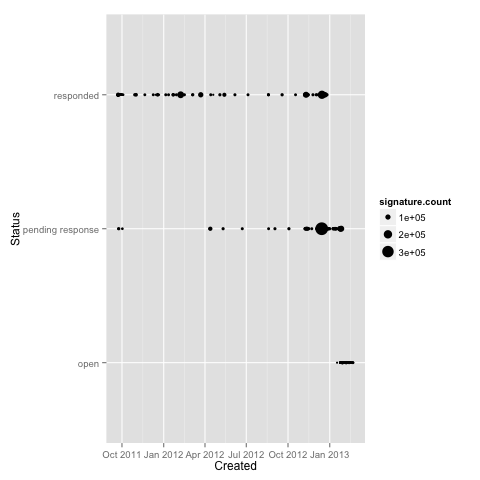 responded
pending response
open
Status
Oct 2011 Jan 2012 Apr 2012 Jul 2012 Oct 2012 Jan 2013
Created
signature.count
1e+05
2e+05
3e+05